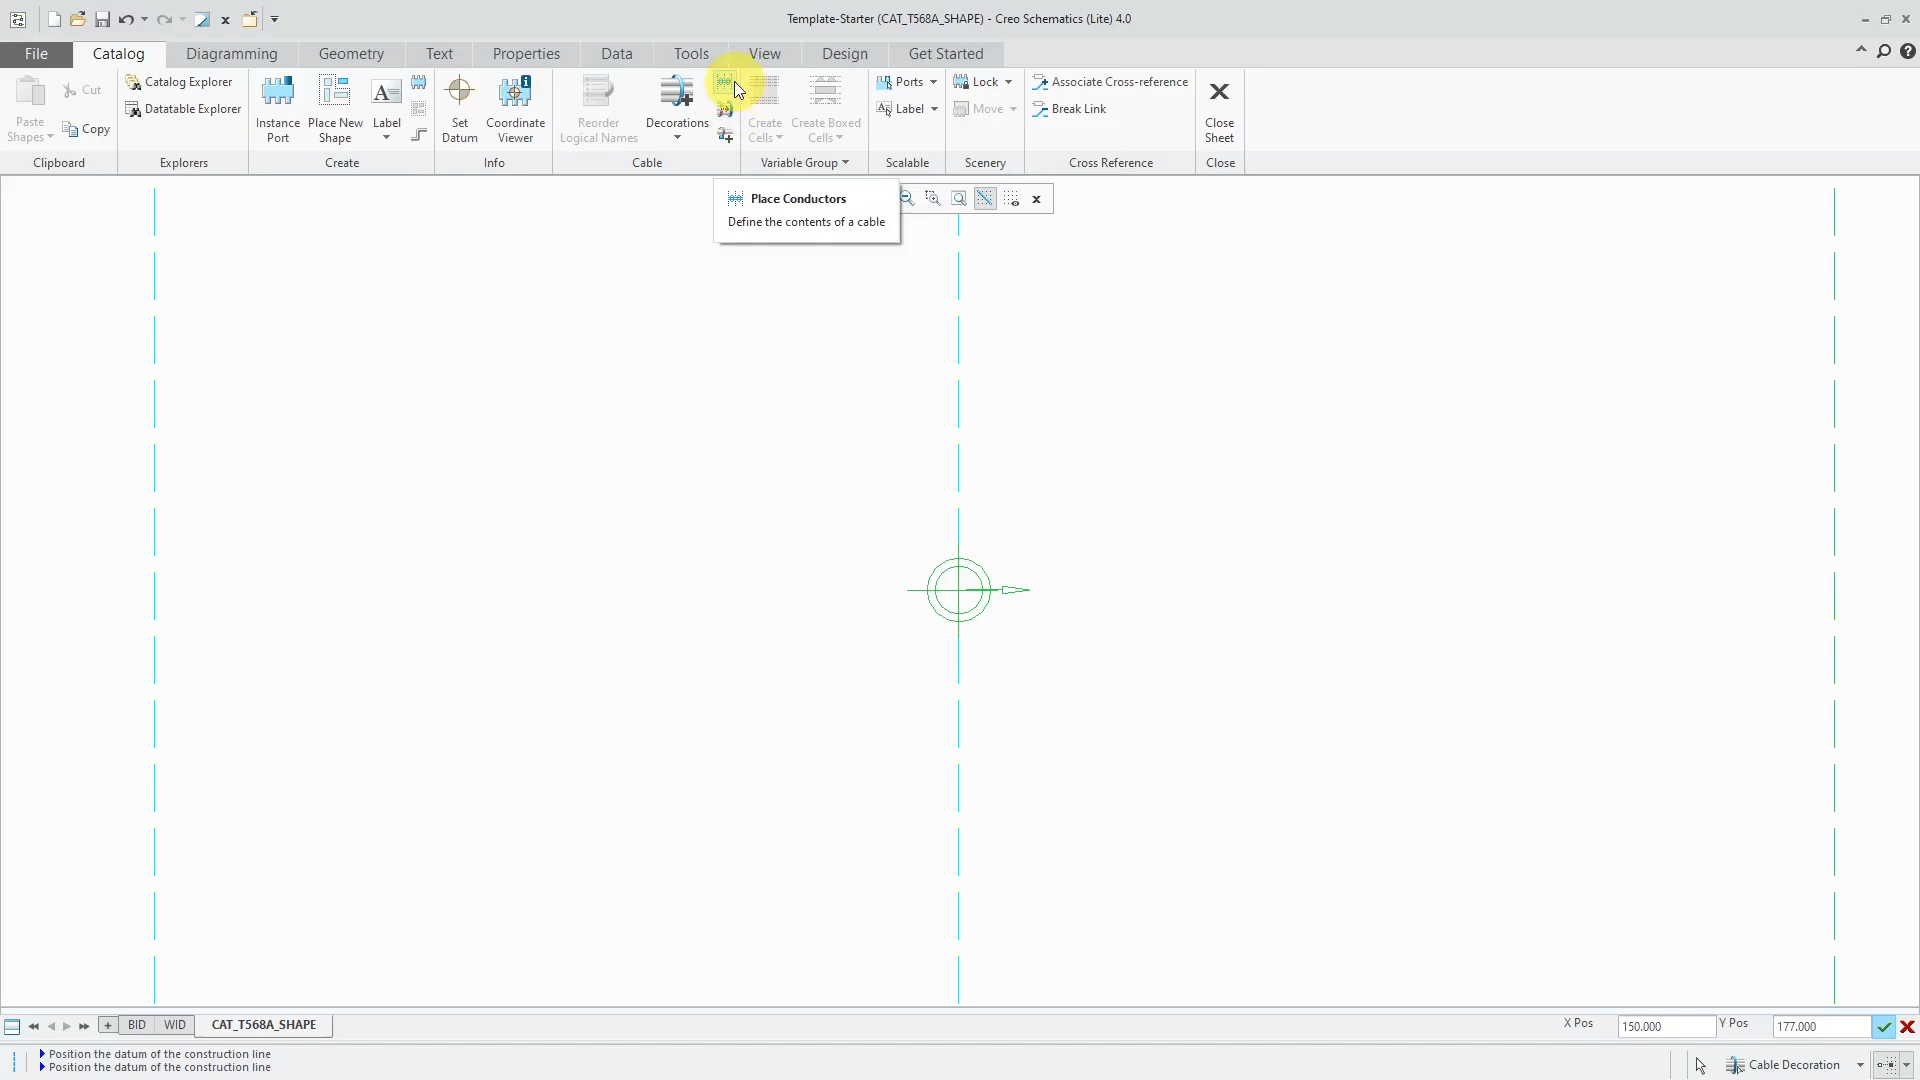 Template-Starter (CAT_T568A_SHAPE) - Creo Schematics (Lite) 4.0
File
Catalog
Diagramming
Geometry
Text
Properties
Data
Tools
View
Design
Get Started
Paste
Shapes
Cut
Copy
Clipboard
Catalog Explorer
Datatable Explorer
Explorers
Instance
Port
Place New
Shape
Label
Create
Set
Datum
Coordinate
Viewer
Info
Reorder
Logical Names
Decorations
Cable
Create
Cells
Create Boxed
Cells
Variable Group
Ports
Label
Scalable
Lock
Move
Scenery
Associate Cross-reference
Break Link
Cross Reference
Close
Sheet
Close
Place Conductors
Define the contents of a cable
BID
WID
CAT_T568A_SHAPE
X Pos
150.000
Y Pos
177.000
Position the datum of the construction line
Position the datum of the construction line
Cable Decoration